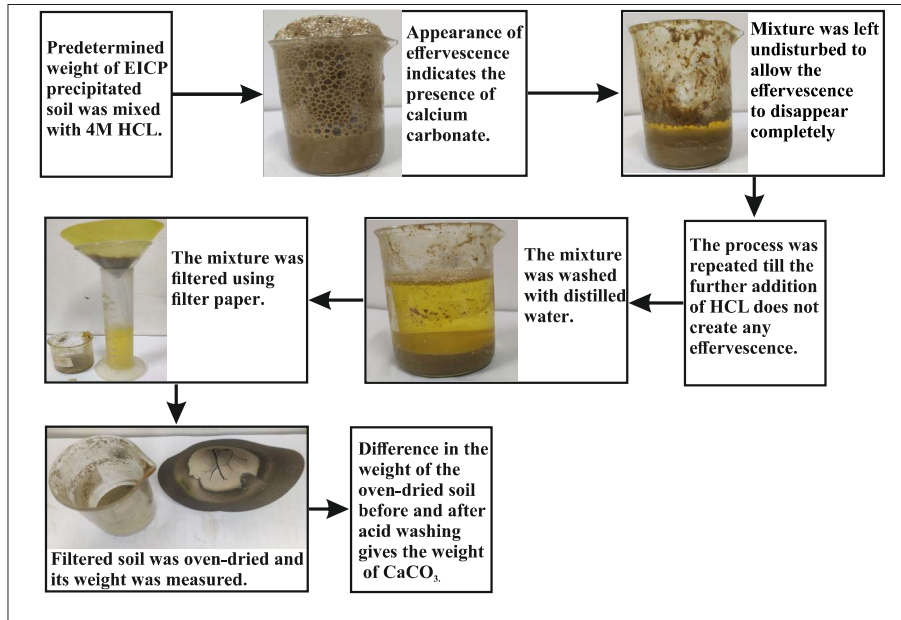 Predetermined
weight of EICP
precipitated
soil was mixed
with 4M HCL.
Appearance of
effervescence
indicates the
presence of
calcium
carbonate.
Mixture was left
undisturbed to
allow the
effervescence
to disappear
completely
The process was
repeated till the
further addition
of HCL does not
create any
effervescence.
The mixture
was washed
with distilled
water.
The mixture was
filtered using
filter paper.
Filtered soil was oven-dried and
its weight was measured.
Difference in the
weight of the
oven-dried soil
before and after
acid washing
gives the weight
of CaCO₃.